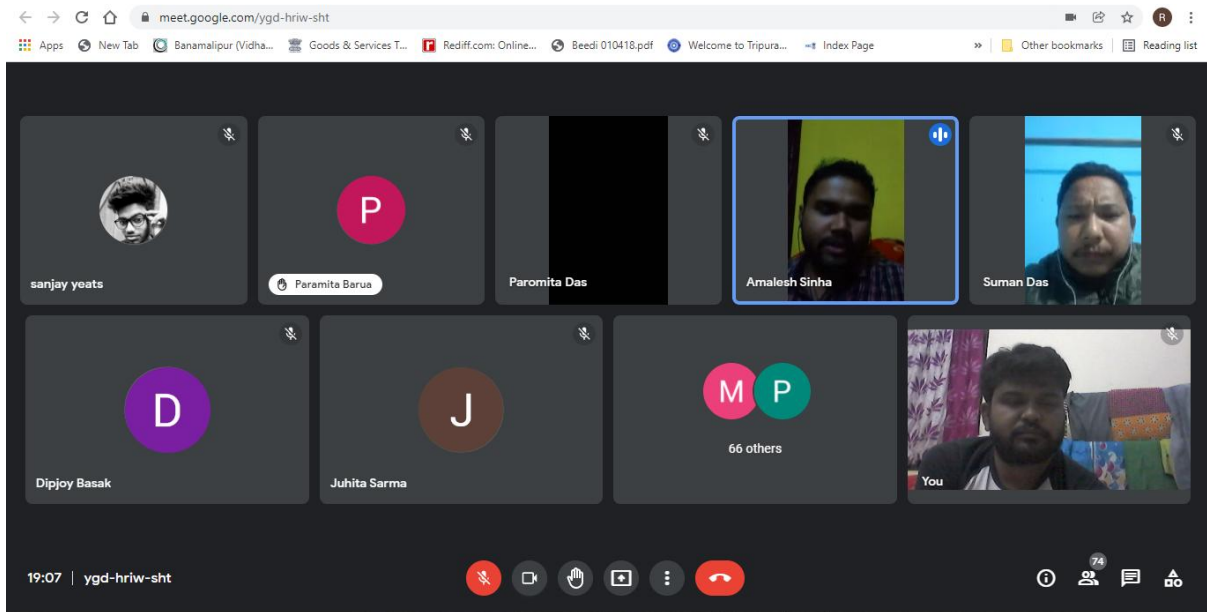 meet.google.com/ygd-hriw-sht
R
Apps New Tab Banamalipur (Vidha... Goods & Services T... Rediff.com: Online... Beedi 010418.pdf Welcome to Tripura... Index Page » Other bookmarks Reading list
sanjay yeats
P
Paramita Barua
Paromita Das
Amalesh Sinha
Suman Das
D
Dipjoy Basak
J
Juhita Sarma
M P
66 others
You
19:07 | ygd-hriw-sht
74